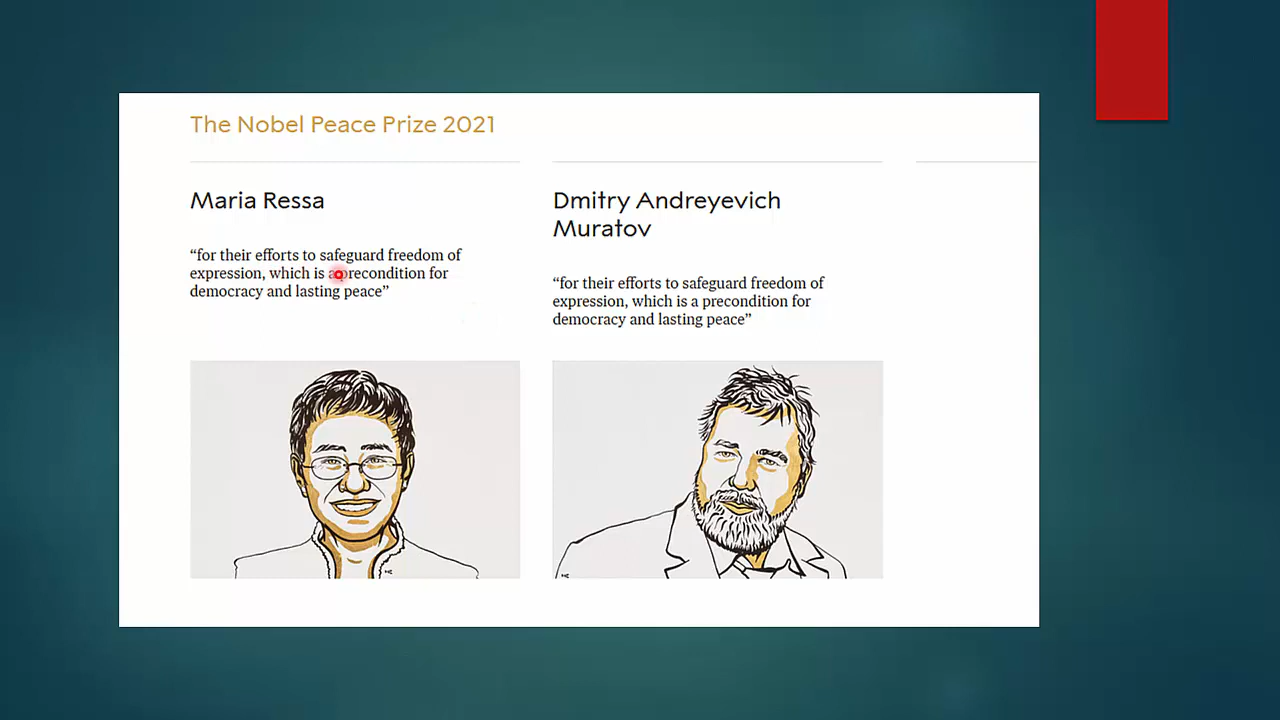 The Nobel Peace Prize 2021
Maria Ressa
“for their efforts to safeguard freedom of
expression, which is a precondition for
democracy and lasting peace”
Dmitry Andreyevich
Muratov
“for their efforts to safeguard freedom of
expression, which is a precondition for
democracy and lasting peace”